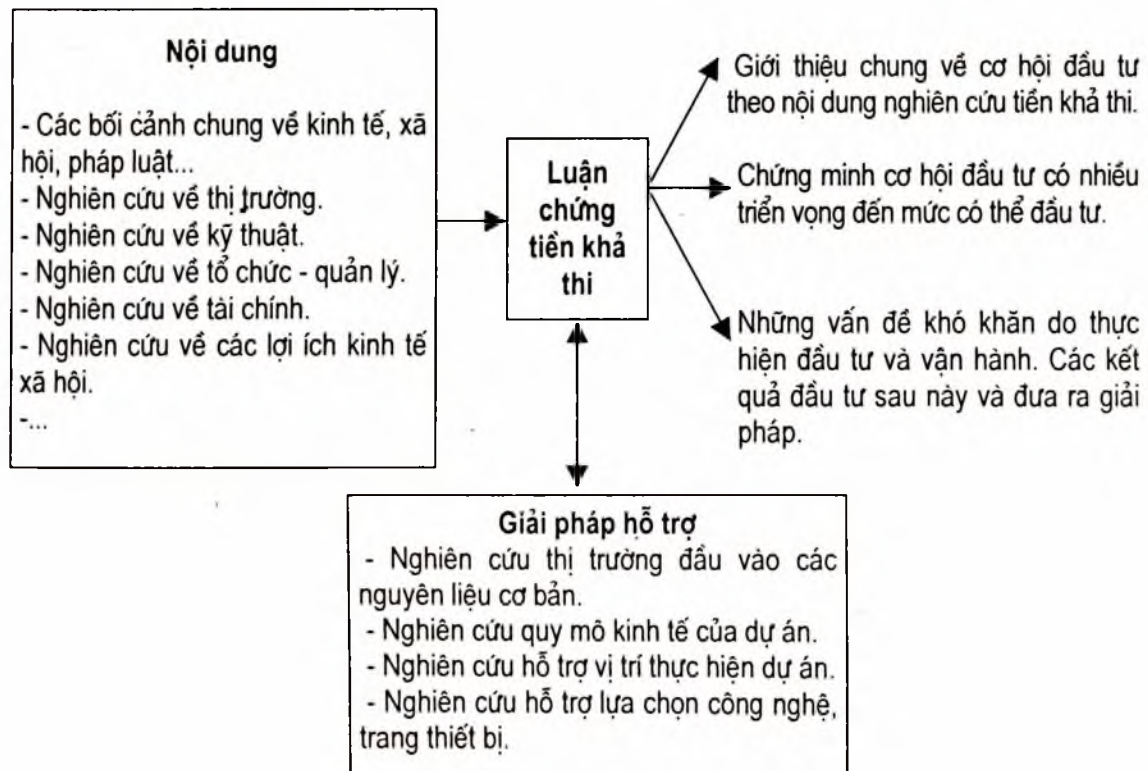 Nội dung
- Các bối cảnh chung về kinh tế, xã
hội, pháp luật...
- Nghiên cứu về thị trường.
- Nghiên cứu về kỹ thuật.
- Nghiên cứu về tổ chức - quản lý.
- Nghiên cứu về tài chính.
- Nghiên cứu về các lợi ích kinh tế
xã hội.
-...
Luận
chứng
tiền khả
thi
Giới thiệu chung về cơ hội đầu tư
theo nội dung nghiên cứu tiền khả thi.
Chứng minh cơ hội đầu tư có nhiều
triển vọng đến mức có thể đầu tư.
Những vấn đề khó khăn do thực
hiện đầu tư và vận hành. Các kết
quả đầu tư sau này và đưa ra giải
pháp.
Giải pháp hỗ trợ
- Nghiên cứu thị trường đầu vào các
nguyên liệu cơ bản.
- Nghiên cứu quy mô kinh tế của dự án.
- Nghiên cứu hỗ trợ vị trí thực hiện dự án.
- Nghiên cứu hỗ trợ lựa chọn công nghệ,
trang thiết bị.